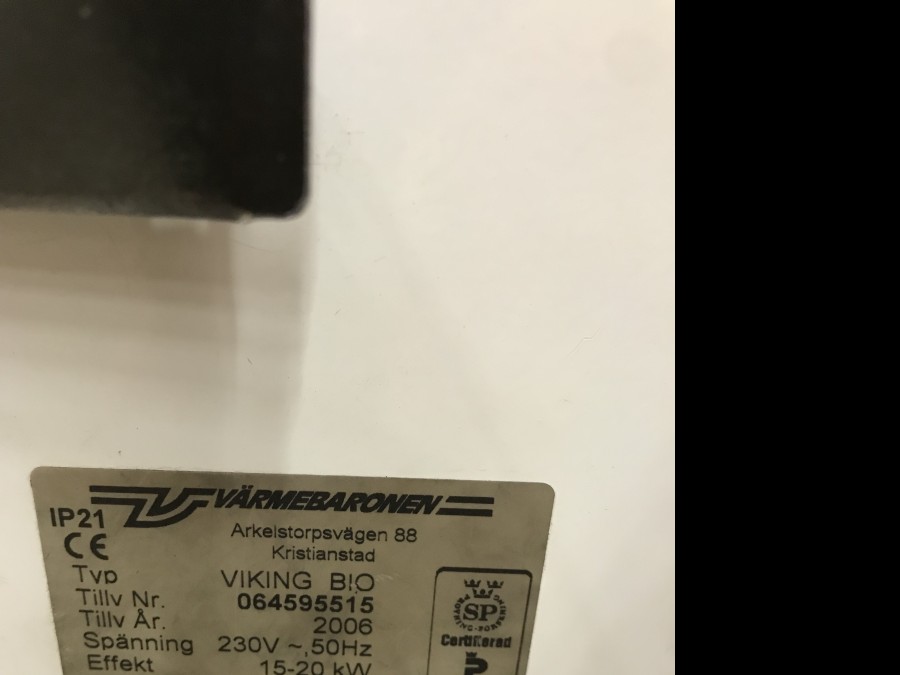 VÄRMEBARONEN
IP21
Arkelstorpsvägen 88
CE
Kristianstad
Typ VIKING BIO
Tillv Nr. 064595515
Tillv År. 2006
Spänning 230V ~,50Hz
Effekt 15-20 kW
SP
Certifierad
P